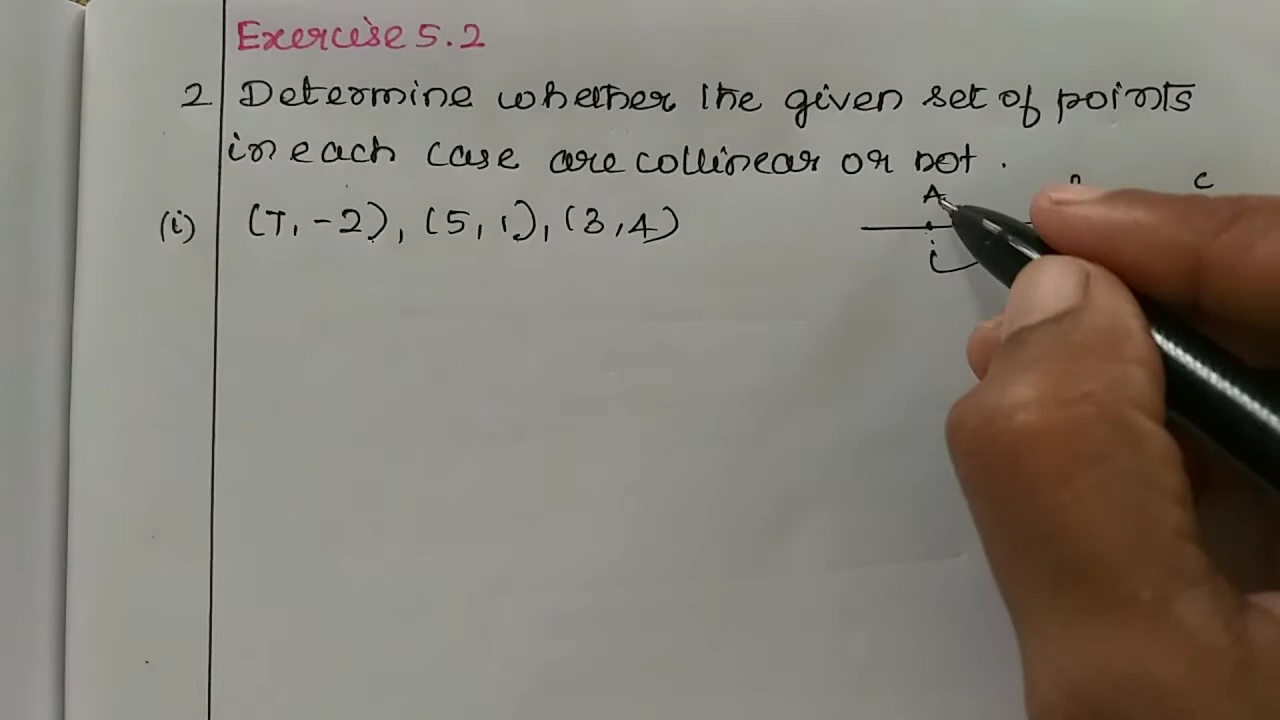 Exercise 5.2
2 Determine whether the given set of points
in each case are collinear or not.
(i) (7, -2), (5, 1), (3, 4)
A C